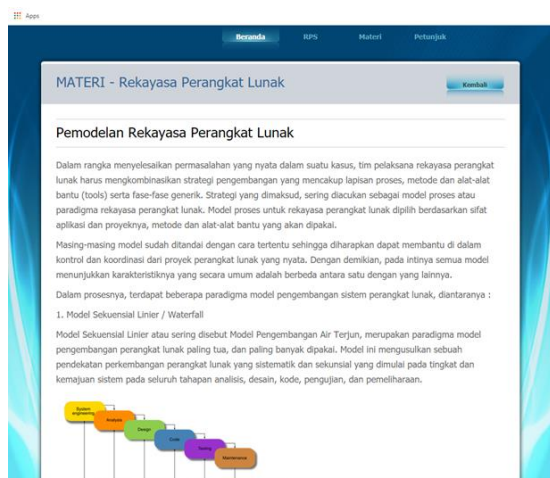 Apps
Beranda RPS Materi Petunjuk
MATERI - Rekayasa Perangkat Lunak
Kembali
Pemodelan Rekayasa Perangkat Lunak
Dalam rangka menyelesaikan permasalahan yang nyata dalam suatu kasus, tim pelaksana rekayasa perangkat
lunak harus mengkombinasikan strategi pengembangan yang mencakup lapisan proses, metode dan alat-alat
bantu (tools) serta fase-fase generik. Strategi yang dimaksud, sering diacukan sebagai model proses atau
paradigma rekayasa perangkat lunak. Model proses untuk rekayasa perangkat lunak dipilih berdasarkan sifat
aplikasi dan proyeknya, metode dan alat-alat bantu yang akan dipakai.
Masing-masing model sudah ditandai dengan cara tertentu sehingga diharapkan dapat membantu di dalam
kontrol dan koordinasi dari proyek perangkat lunak yang nyata. Dengan demikian, pada intinya semua model
menunjukkan karakteristiknya yang secara umum adalah berbeda antara satu dengan yang lainnya.
Dalam prosesnya, terdapat beberapa paradigma model pengembangan sistem perangkat lunak, diantaranya :
1. Model Sekuensial Linier / Waterfall
Model Sekuensial Linier atau sering disebut Model Pengembangan Air Terjun, merupakan paradigma model
pengembangan perangkat lunak paling tua, dan paling banyak dipakai. Model ini mengusulkan sebuah
pendekatan perkembangan perangkat lunak yang sistematik dan sekunsial yang dimulai pada tingkat dan
kemajuan sistem pada seluruh tahapan analisis, desain, kode, pengujian, dan pemeliharaan.
System
engineering
Analysis
Design
Code
Testing
Maintenance